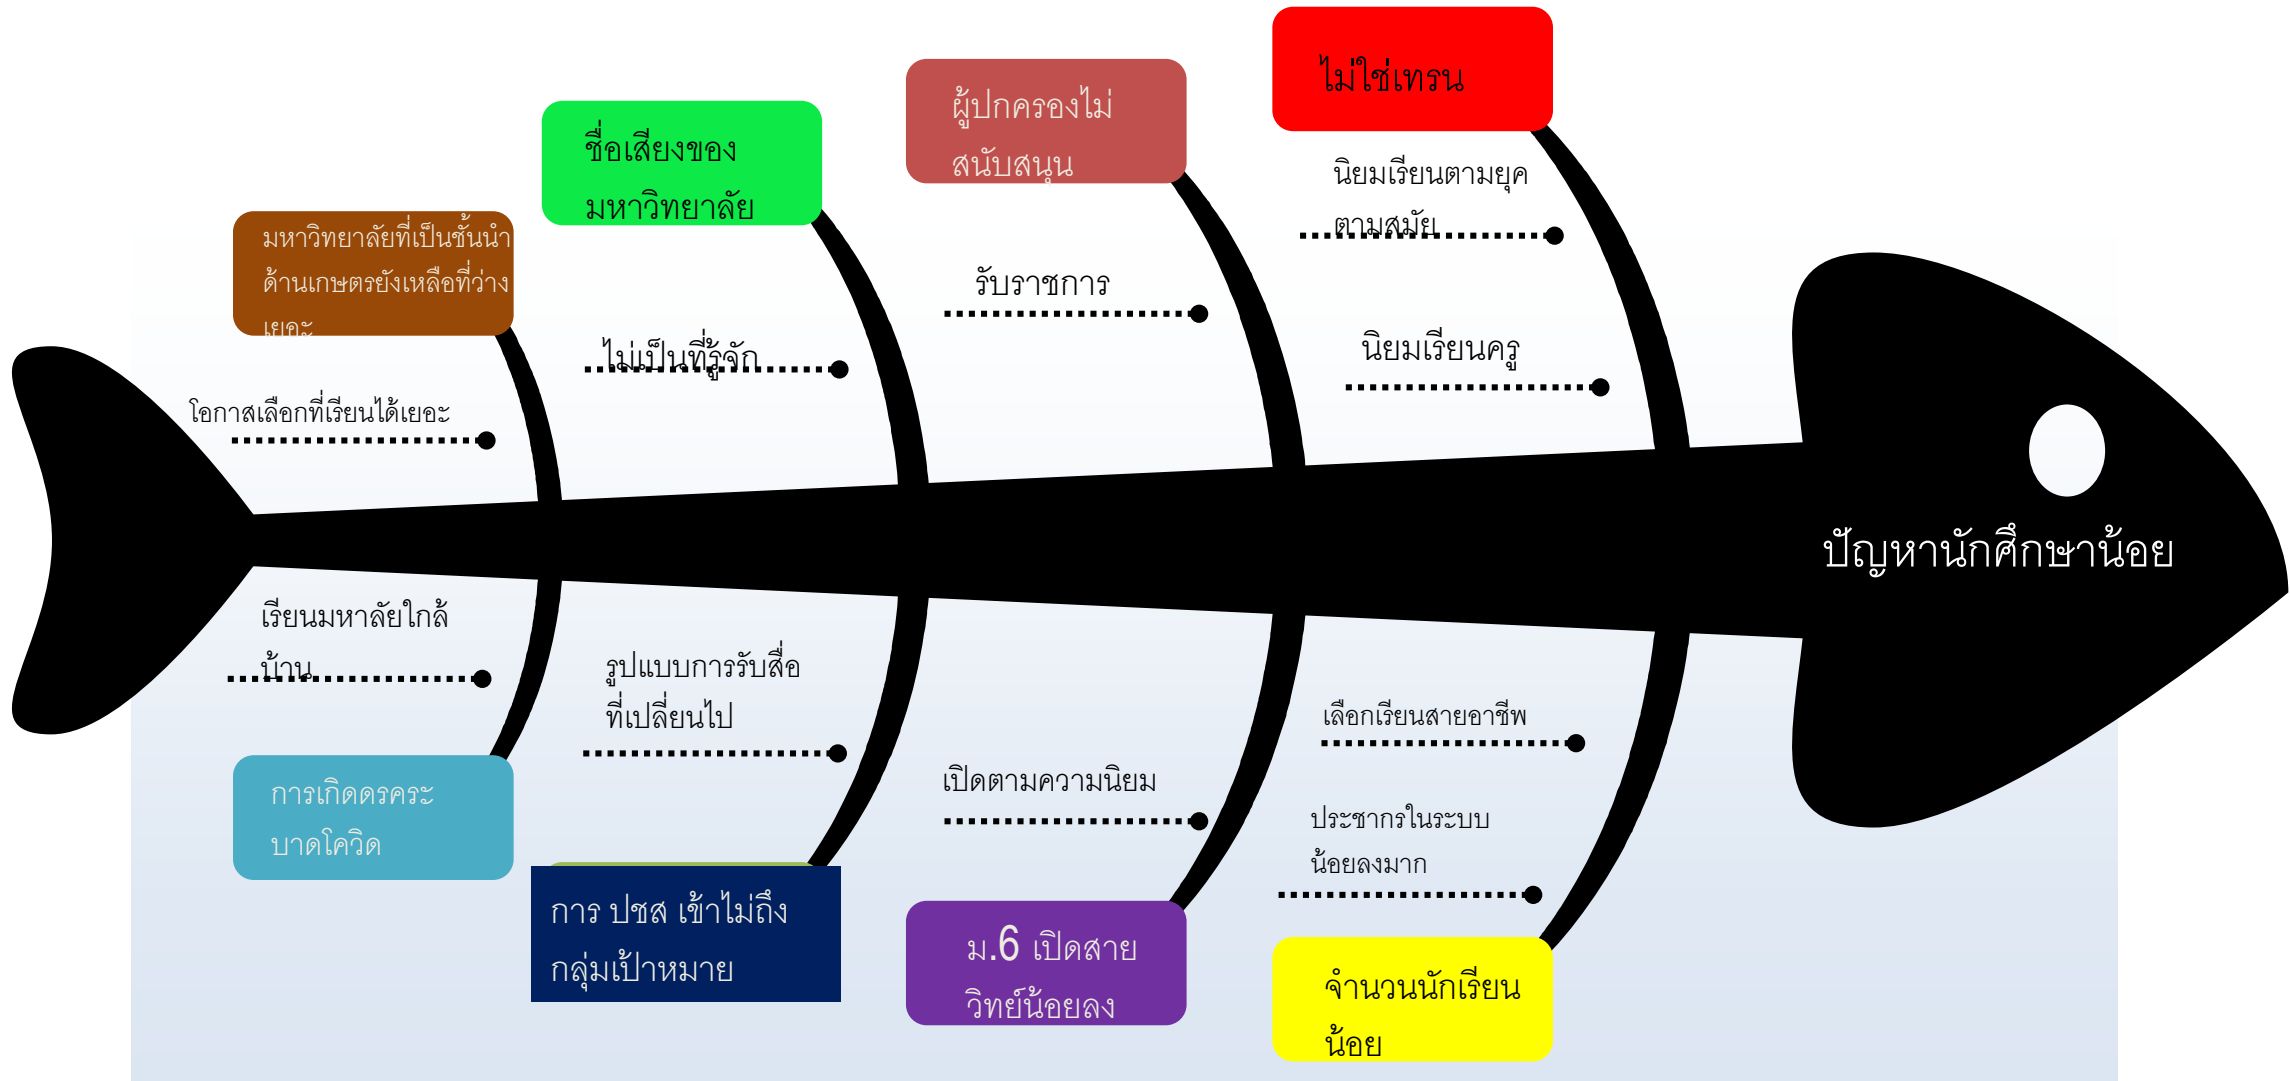 ไม่ใช่เทรน
ผู้ปกครองไม่
สนับสนุน
ชื่อเสียงของ
มหาวิทยาลัย
มหาวิทยาลัยที่เป็นชั้นนำ
ด้านเกษตรยังเหลือที่ว่าง
เยอะ
นิยมเรียนตามยุค
ตามสมัย
รับราชการ
นิยมเรียนครู
ไม่เป็นที่รู้จัก
โอกาสเลือกที่เรียนได้เยอะ
ปัญหานักศึกษาน้อย
เรียนมหาลัยใกล้
บ้าน
รูปแบบการรับสื่อ
ที่เปลี่ยนไป
เลือกเรียนสายอาชีพ
เปิดตามความนิยม
ประชากรในระบบ
น้อยลงมาก
การเกิดดรคระ
บาดโควิด
การ ปชส เข้าไม่ถึง
กลุ่มเป้าหมาย
ม.6 เปิดสาย
วิทย์น้อยลง
จำนวนนักเรียน
น้อย